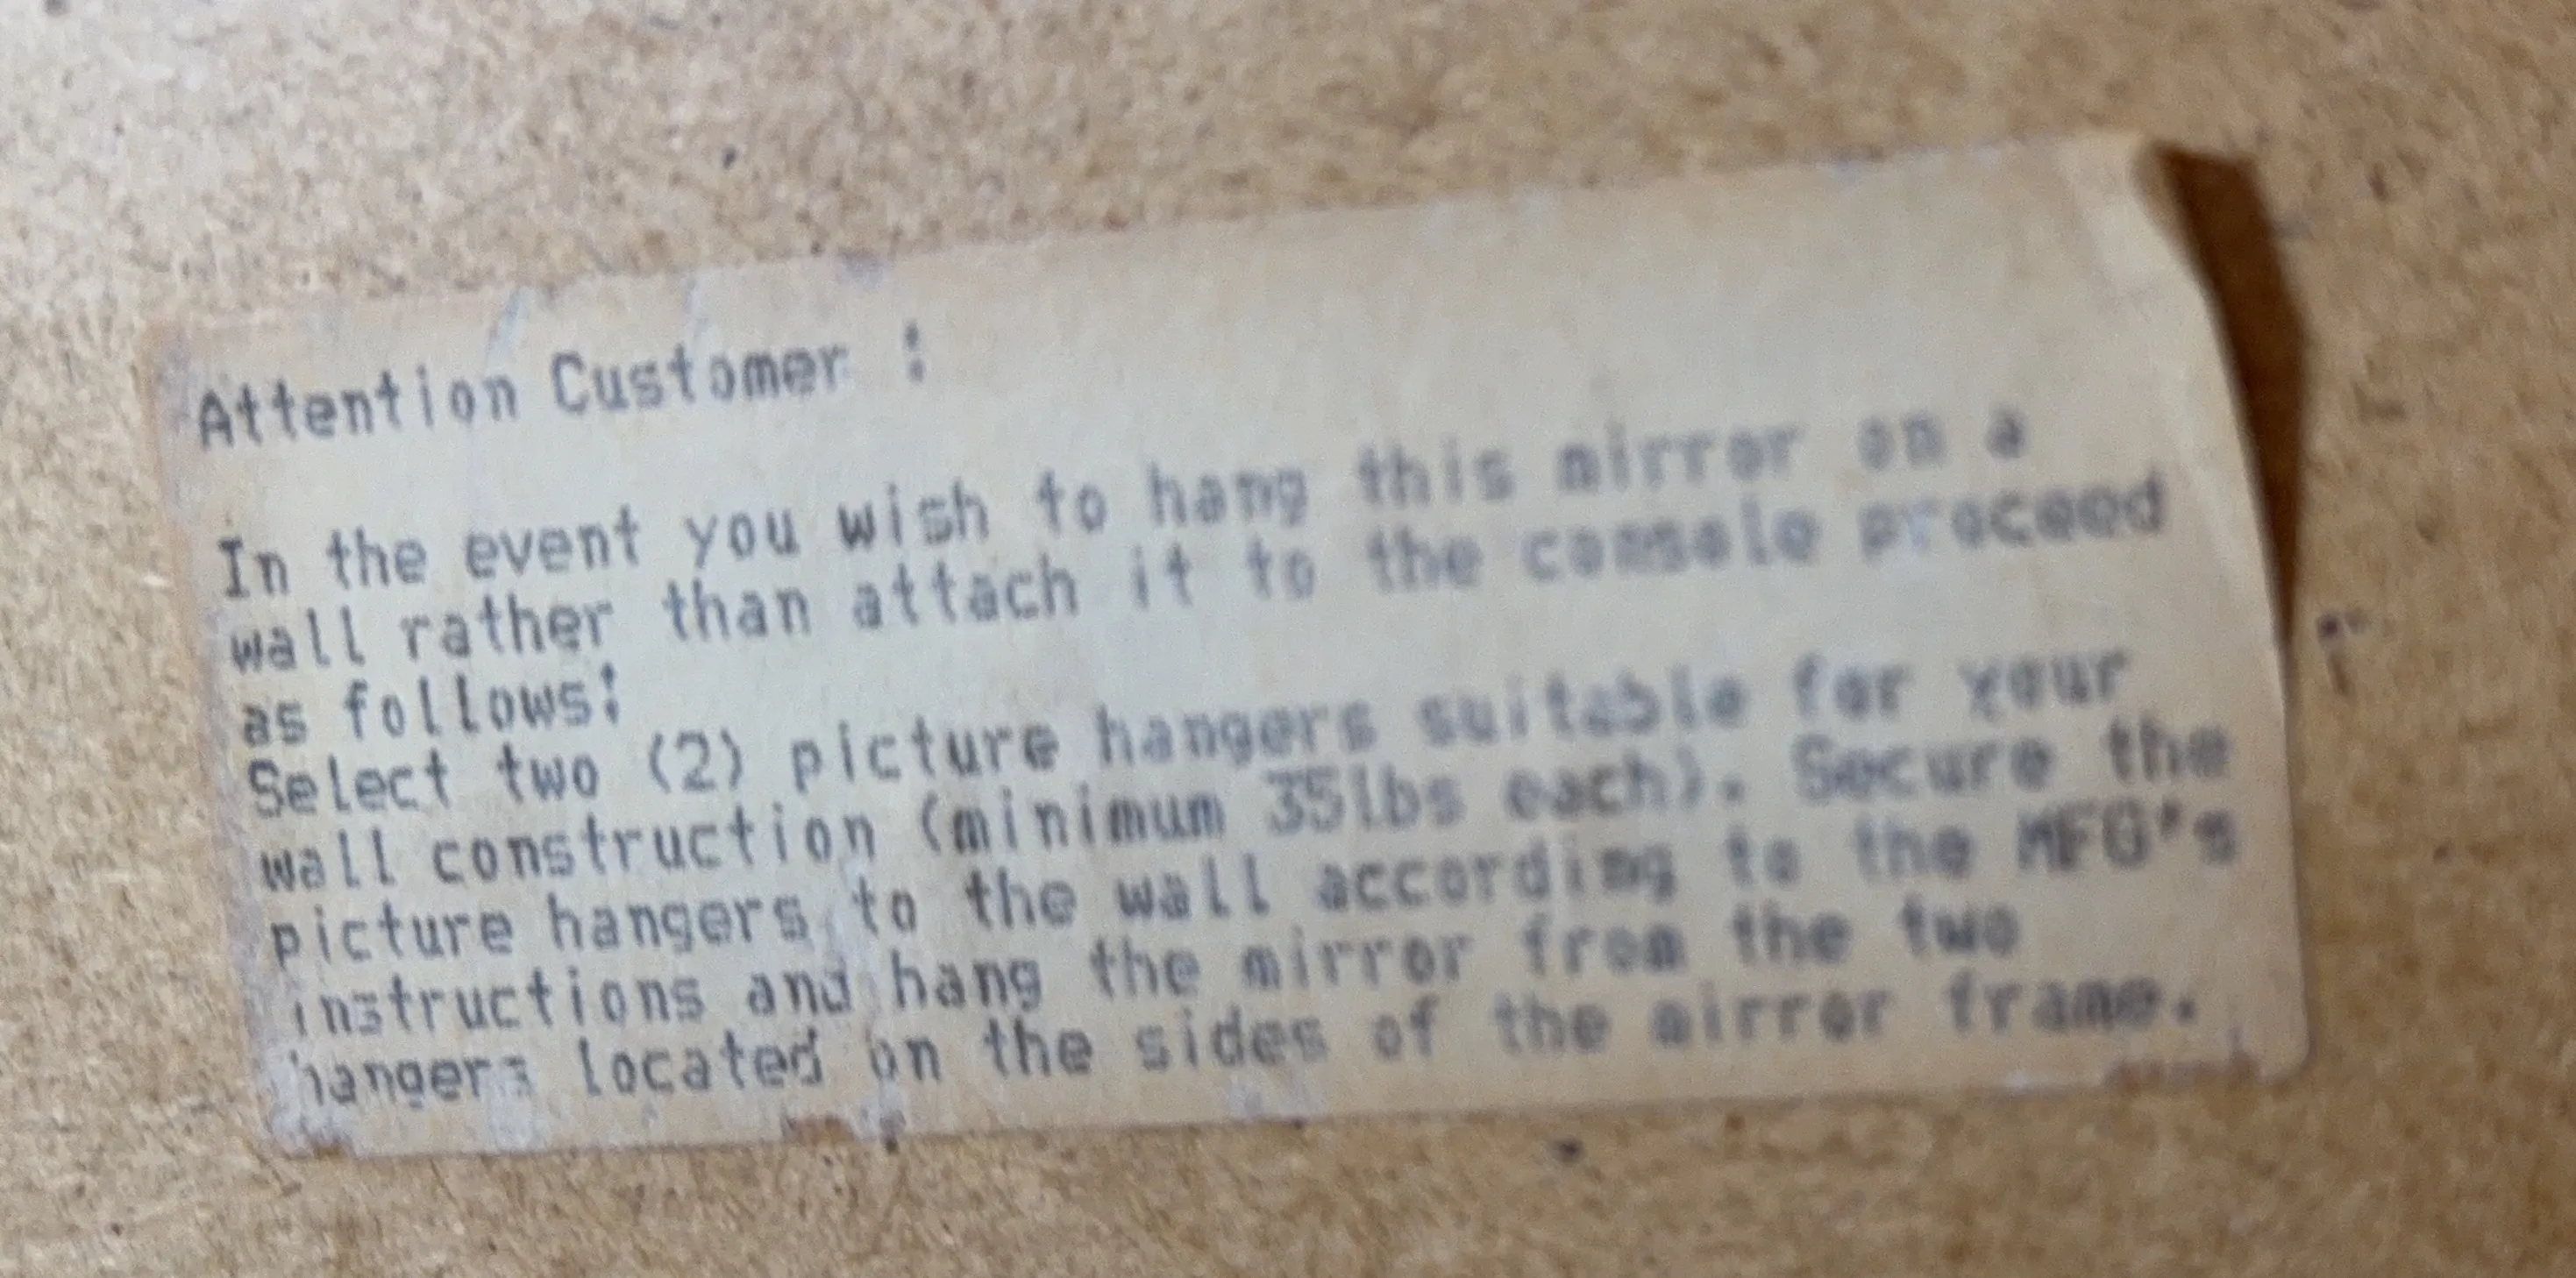 Attention Customer :
In the event you wish to hang this mirror on a
wall rather than attach it to the console proceed
as follows:
Select two (2) picture hangers suitable for your
wall construction (minimum 35lbs each). Secure the
picture hangers to the wall according to the MFG's
instructions and hang the mirror from the two
hangers located on the sides of the mirror frame.